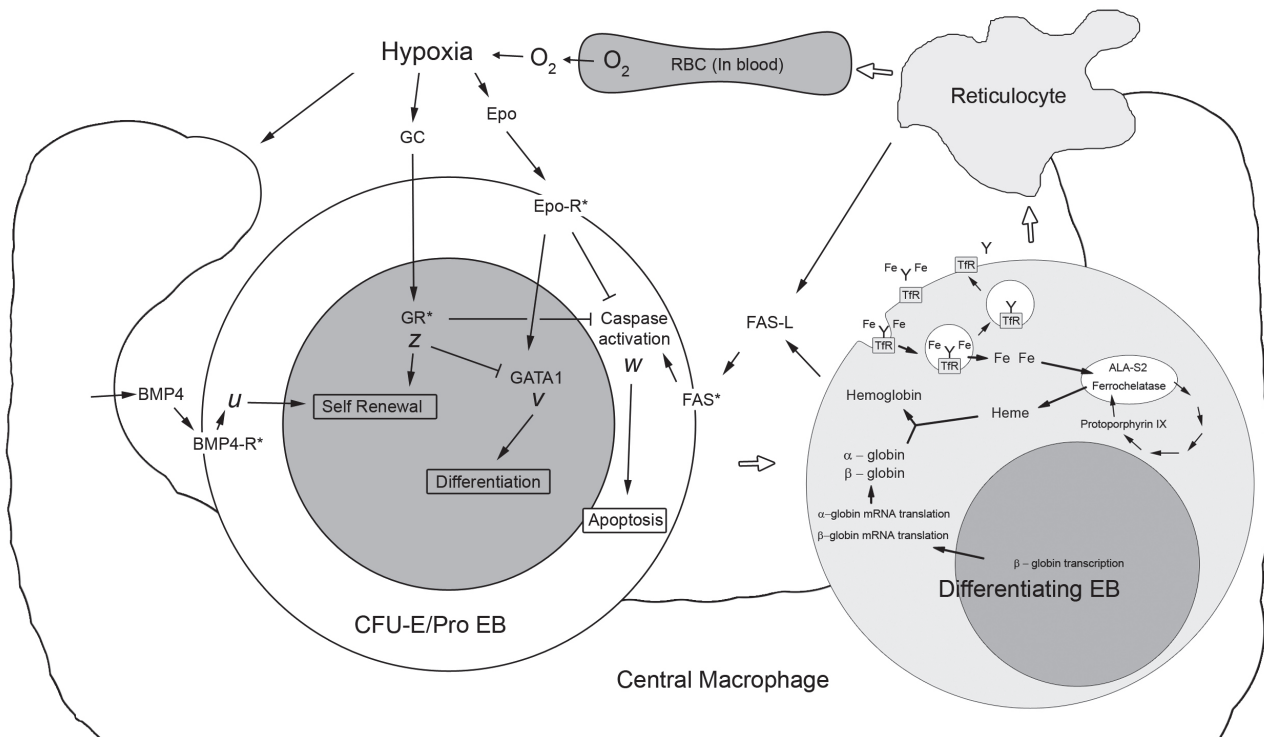 Hypoxia
O2
O2
RBC (In blood)
Reticulocyte
GC
Epo
Epo-R*
GR*
z
Caspase
activation
w
GATA1
v
BMP4
BMP4-R*
u
Self Renewal
Differentiation
Apoptosis
FAS*
FAS-L
CFU-E/Pro EB
Central Macrophage
Y
TfR
Fe Y Fe
TfR
Fe Y Fe
TfR
Fe Y Fe
TfR
Y
TfR
Fe Fe
ALA-S2
Ferrochelatase
Protoporphyrin IX
Heme
Hemoglobin
α – globin
β – globin
α–globin mRNA translation
β–globin mRNA translation
β – globin transcription
Differentiating EB